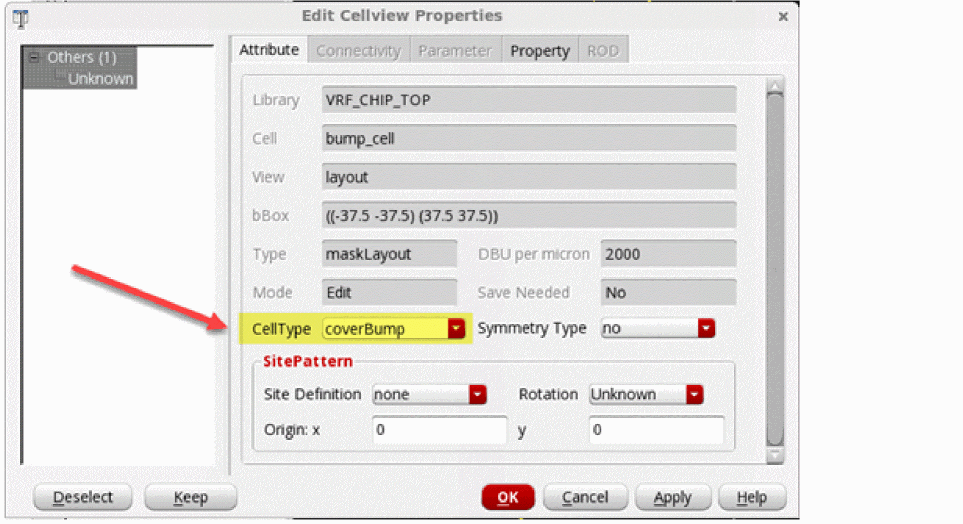 Edit Cellview Properties
Others (1)
Unknown
Attribute Connectivity Parameter Property ROD
Library VRF_CHIP_TOP
Cell bump_cell
View layout
bBox ((-37.5 -37.5) (37.5 37.5))
Type maskLayout DBU per micron 2000
Mode Edit Save Needed No
CellType coverBump Symmetry Type no
SitePattern
Site Definition none Rotation Unknown
Origin: x 0 y 0
Deselect Keep OK Cancel Apply Help